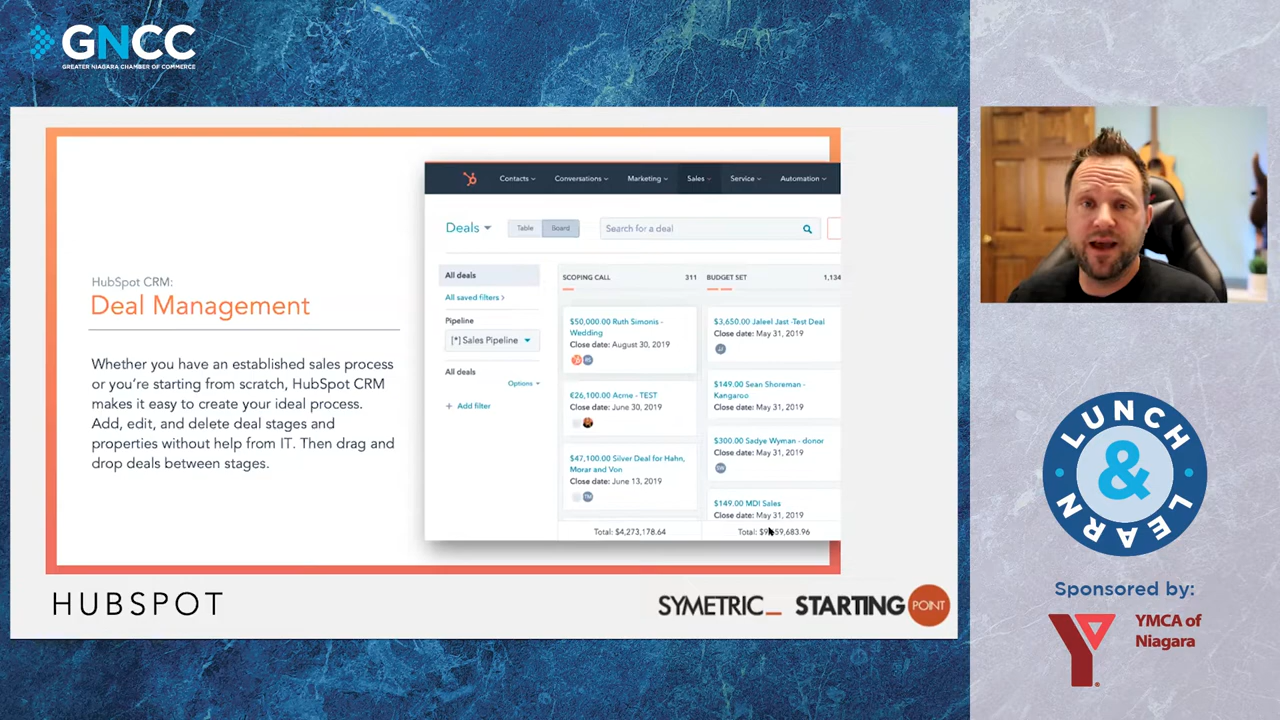 GNCC
GREATER NIAGARA CHAMBER OF COMMERCE
HubSpot CRM:
Deal Management
Whether you have an established sales process
or you're starting from scratch, HubSpot CRM
makes it easy to create your ideal process.
Add, edit, and delete deal stages and
properties without help from IT. Then drag and
drop deals between stages.
Contacts
Conversations
Marketing
Sales
Service
Automation
Deals
Table
Board
Search for a deal
All deals
All saved filters >
Pipeline
[*] Sales Pipeline
All deals
Options
+ Add filter
SCOPING CALL 311
$50,000.00 Ruth Simonis -
Wedding
Close date: August 30, 2019
€26,100.00 Acme - TEST
Close date: June 30, 2019
$47,100.00 Silver Deal for Hahn,
Morar and Von
Close date: June 13, 2019
TM
Total: $4,273,178.64
BUDGET SET 1,134
$3,650.00 Jaleel Jast -Test Deal
Close date: May 31, 2019
$149.00 Sean Shoreman -
Kangaroo
Close date: May 31, 2019
$300.00 Sadye Wyman - donor
Close date: May 31, 2019
SW
$149.00 MDI Sales
Close date: May 31, 2019
Total:
HUBSPOT
SYMETRIC_
STARTING POINT
LUNCH & LEARN
Sponsored by:
YMCA of
Niagara